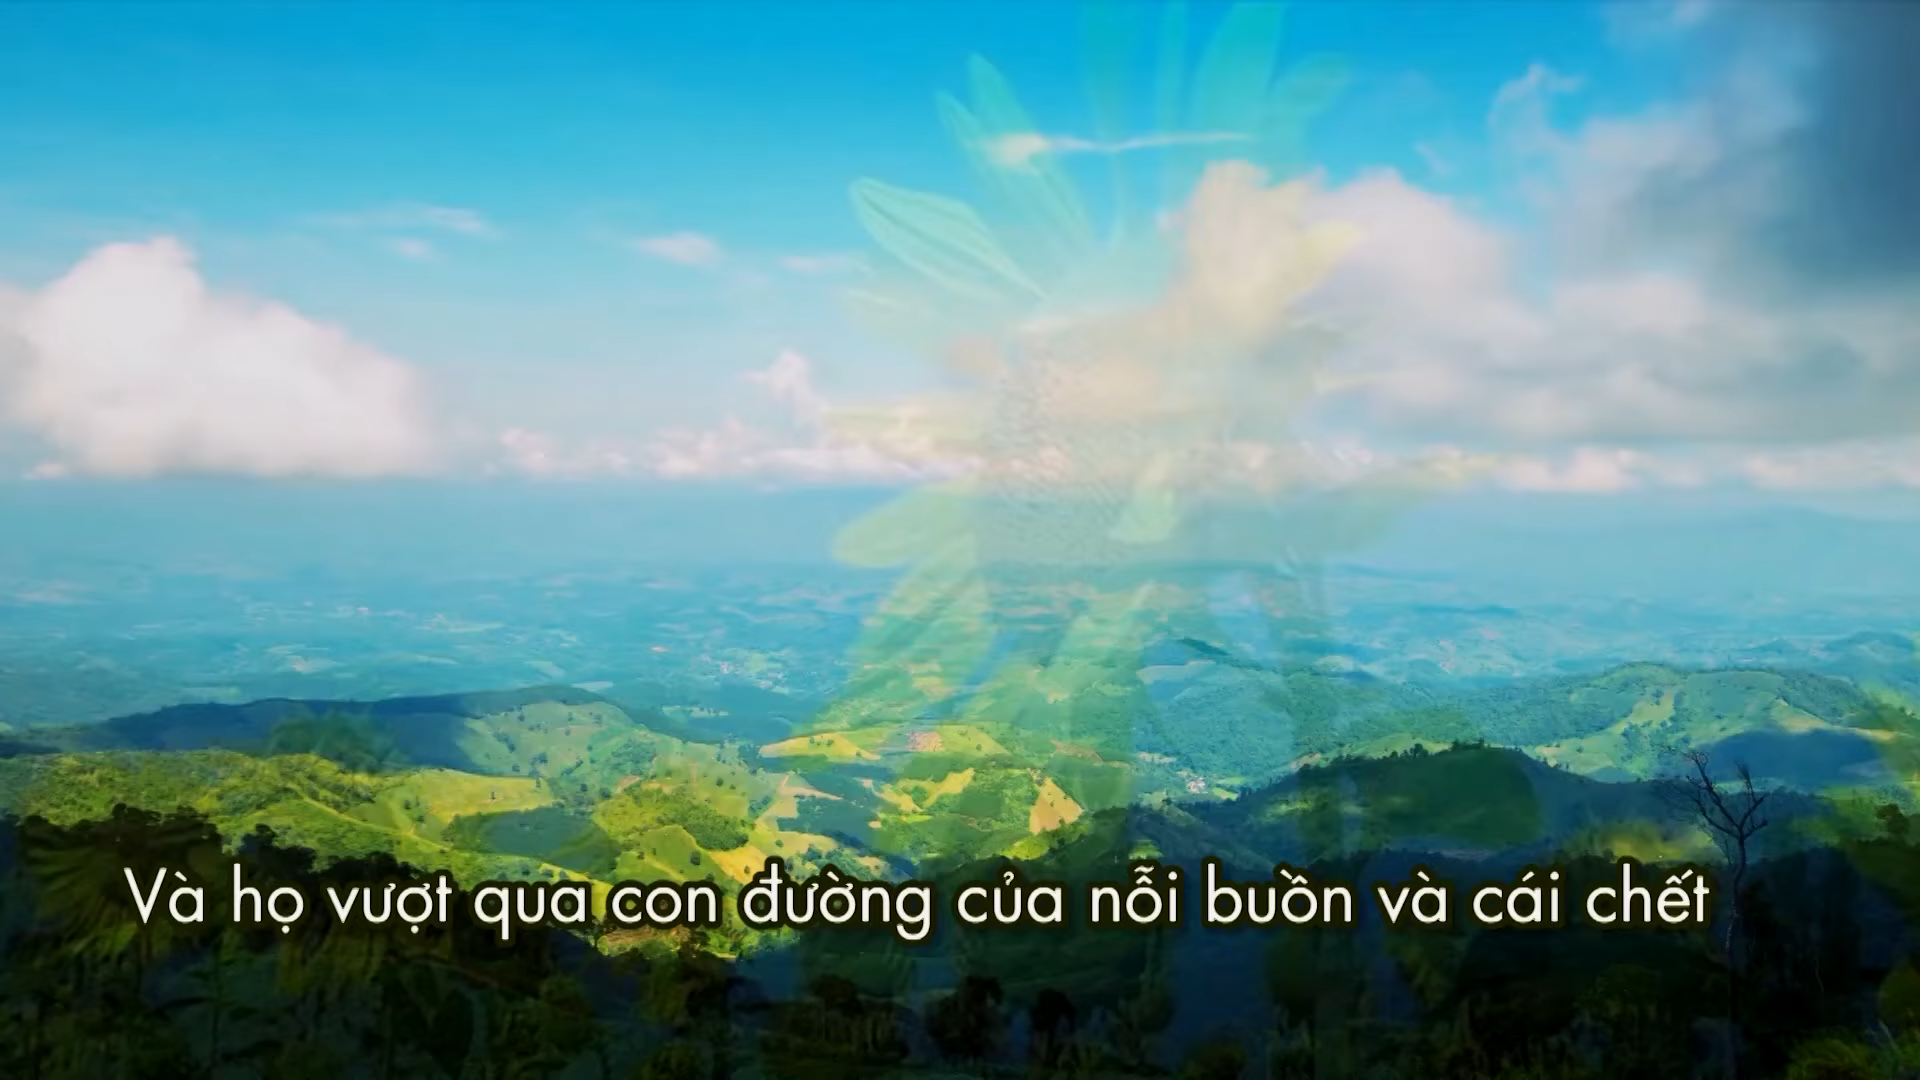 Và họ vượt qua con đường của nỗi buồn và cái chết